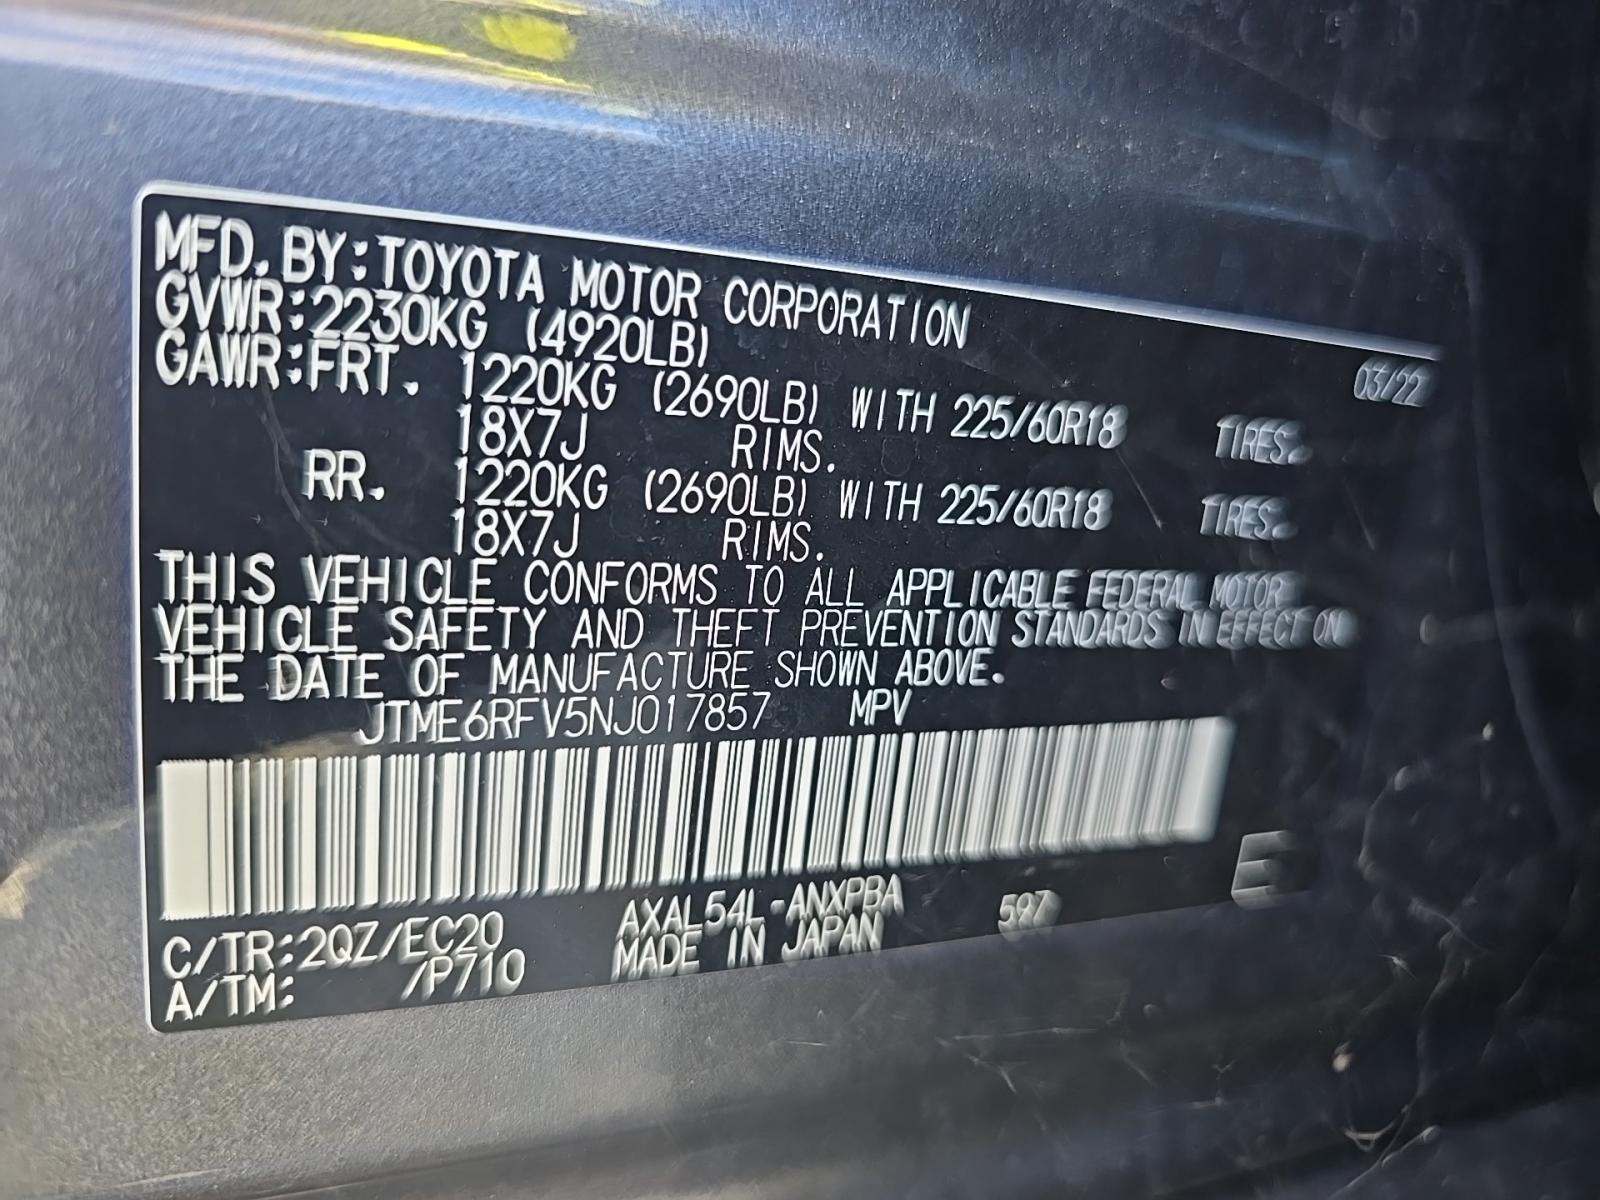 MFD. BY:TOYOTA MOTOR CORPORATION
03/22
GVWR:2230KG (4920LB)
GAWR:FRT. 1220KG (2690LB) WITH 225/60R18 TIRES.
18X7J RIMS.
RR. 1220KG (2690LB) WITH 225/60R18 TIRES.
18X7J RIMS.
THIS VEHICLE CONFORMS TO ALL APPLICABLE FEDERAL MOTOR
VEHICLE SAFETY AND THEFT PREVENTION STANDARDS IN EFFECT ON
THE DATE OF MANUFACTURE SHOWN ABOVE.
JTME6RFV5NJ017857 MPV
E
C/TR:2QZ/EC20 AXAL54L-ANXPBA 597
A/TM: /P710 MADE IN JAPAN